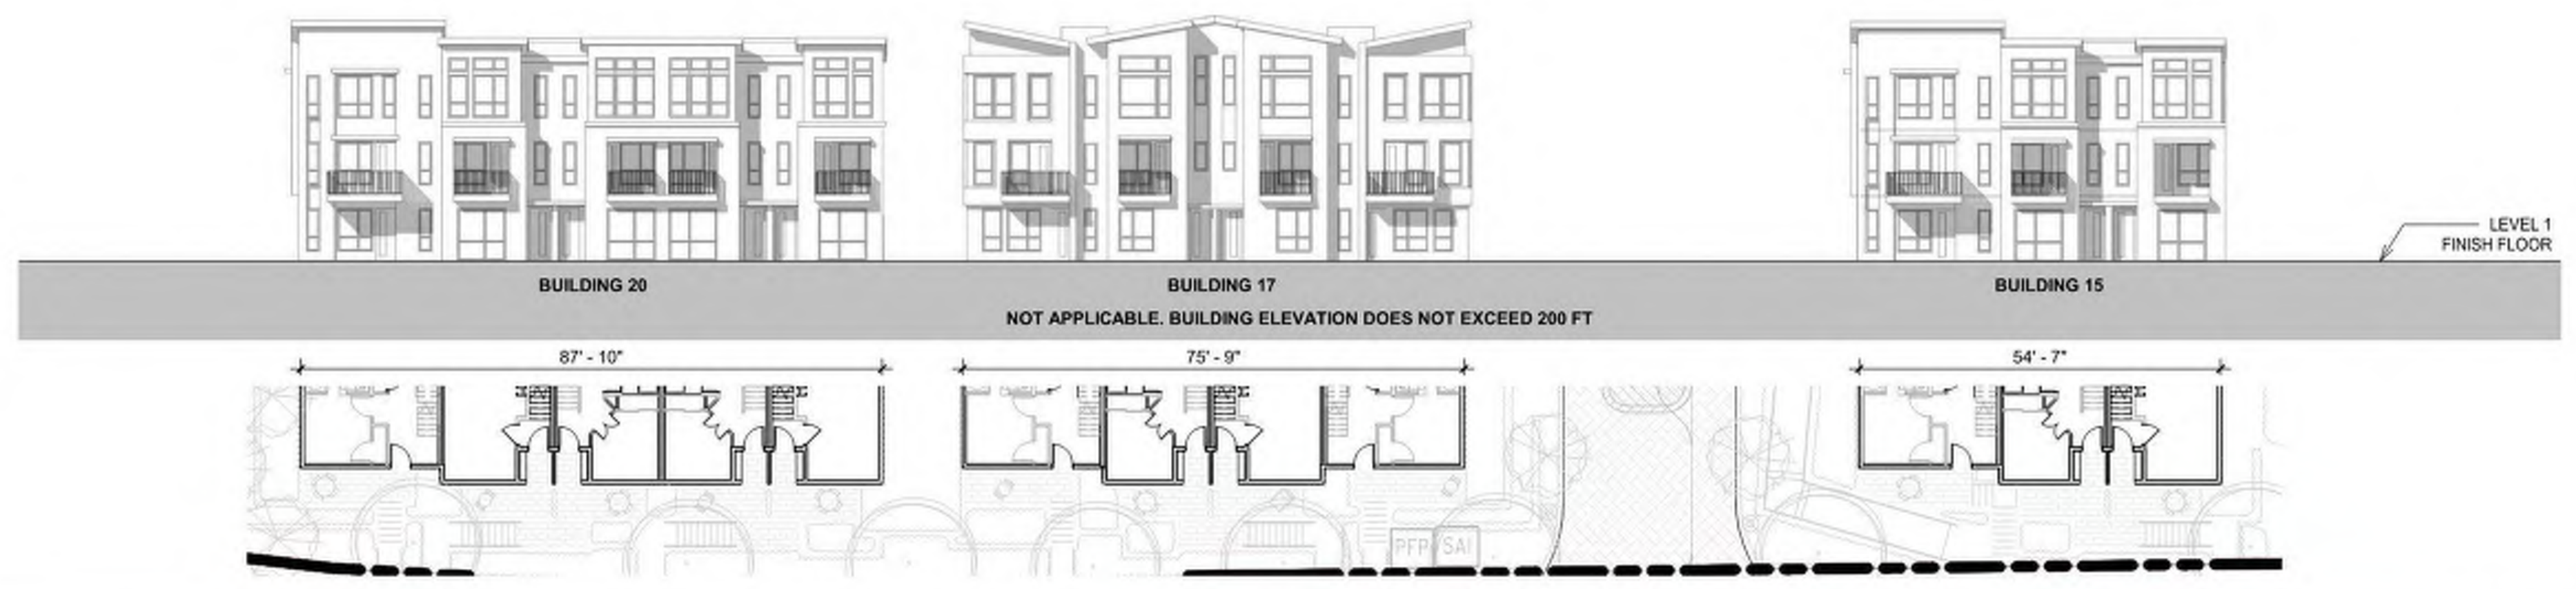 LEVEL 1
FINISH FLOOR
BUILDING 20
BUILDING 17
BUILDING 15
NOT APPLICABLE. BUILDING ELEVATION DOES NOT EXCEED 200 FT
87' - 10"
75' - 9"
54' - 7"
PFP
SAI